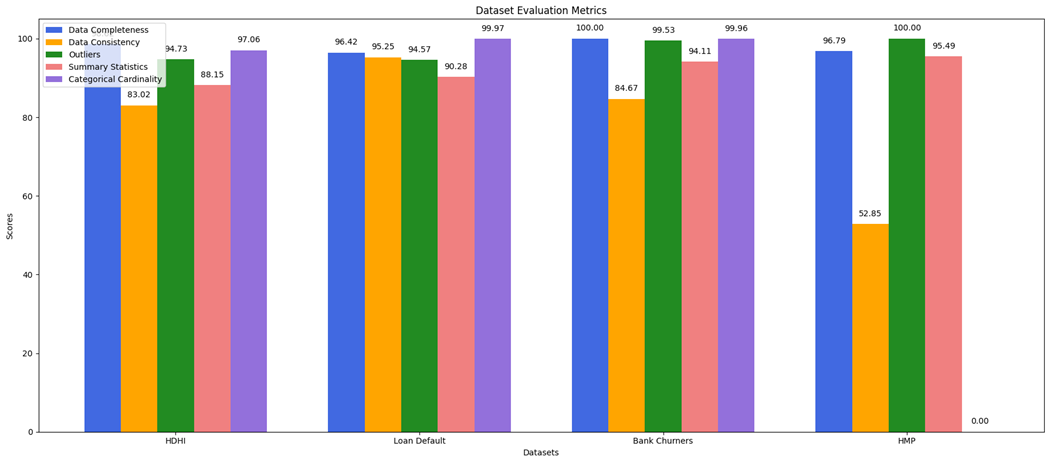 Dataset Evaluation Metrics
Data Completeness
Data Consistency
Outliers
Summary Statistics
Categorical Cardinality
83.02
94.73
88.15
97.06
96.42
95.25
94.57
90.28
99.97
100.00
84.67
99.53
94.11
99.96
96.79
52.85
100.00
95.49
0.00
Scores
100
80
60
40
20
0
HDHI
Loan Default
Bank Churners
HMP
Datasets